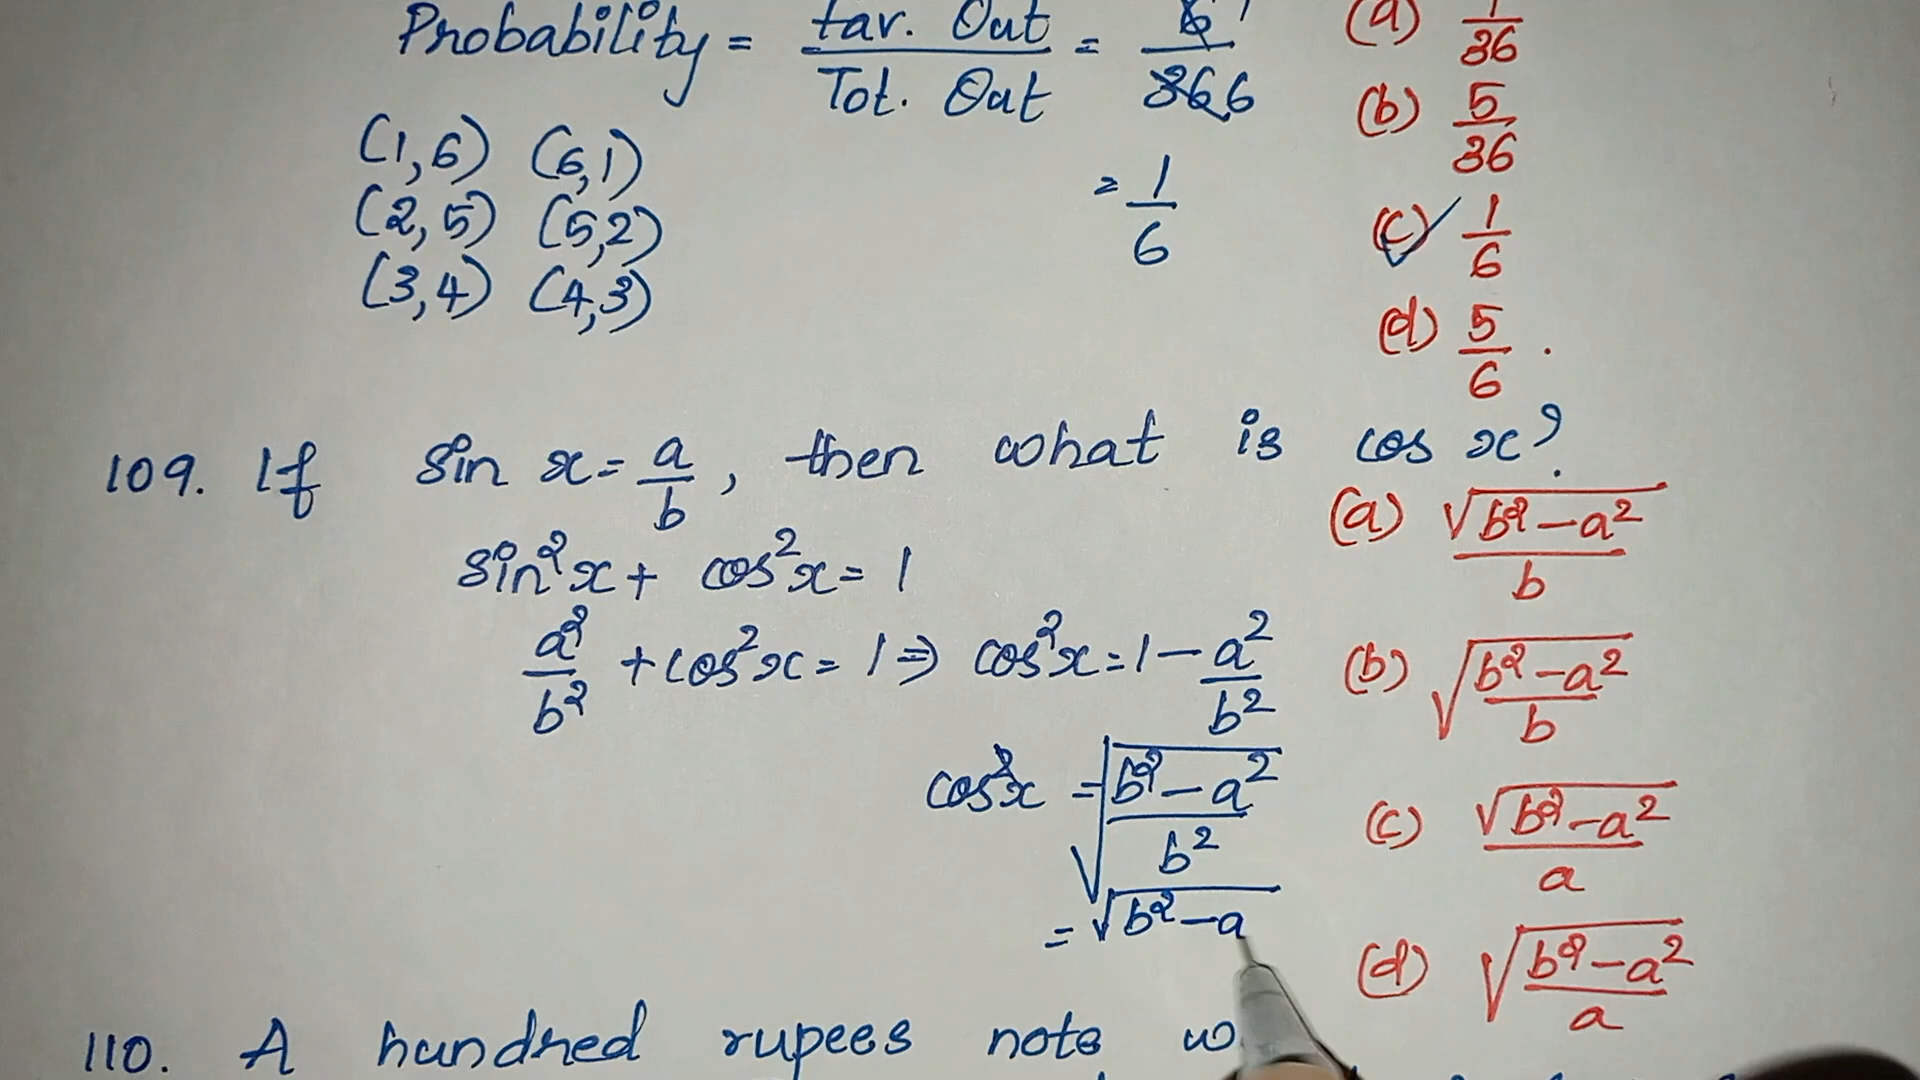 Probability = fav. Out / Tot. Out = 6 1 / 36 6
(a) 1/36
(b) 5/36
(1,6) (6,1)
= 1/6
(2,5) (5,2)
(c) ✓ 1/6
(3,4) (4,3)
(d) 5/6 .
109. If sin x = a/b, then what is cos x?
(a) √(b² - a²) / b
sin²x + cos²x = 1
a²/b² + cos²x = 1 ⇒ cos²x = 1 - a²/b²
(b) √((b² - a²)/b)
cos²x = √((b² - a²)/b²)
(c) √(b² - a²) / a
= √(b² - a
(d) √((b² - a²)/a)
110. A hundred rupees note